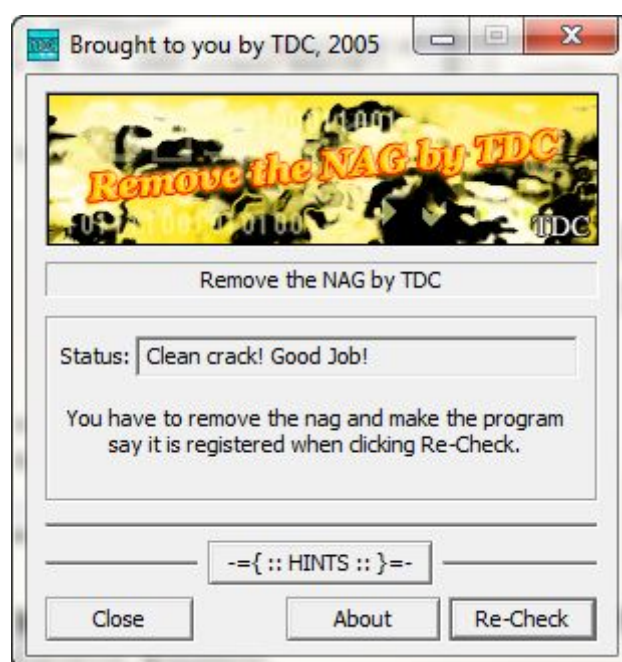 Brought to you by TDC, 2005
Remove the NAG by TDC
TDC
Remove the NAG by TDC
Status: Clean crack! Good Job!
You have to remove the nag and make the program
say it is registered when clicking Re-Check.
-={ :: HINTS :: }=-
Close About Re-Check